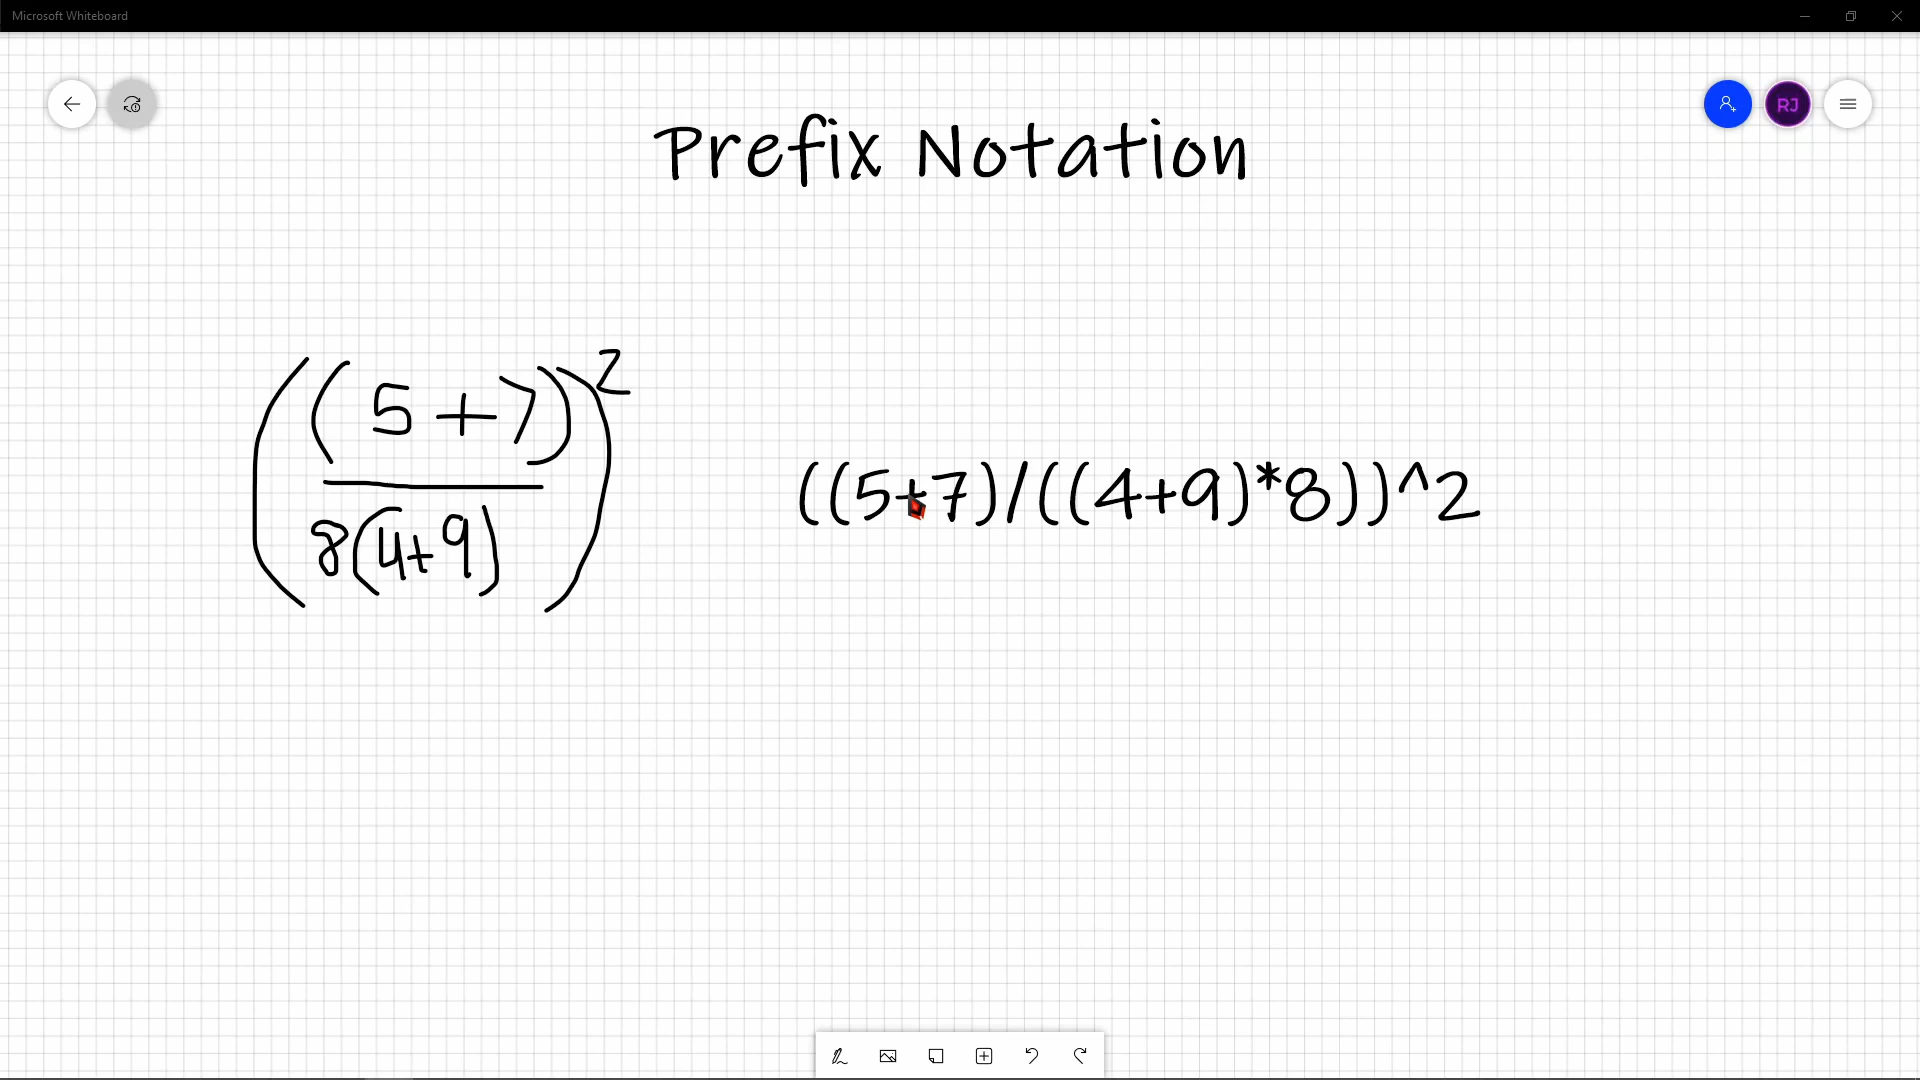 Microsoft Whiteboard
RJ
Prefix Notation
((5+7)
8(4+9))²
((5+7)/((4+9)*8))^2